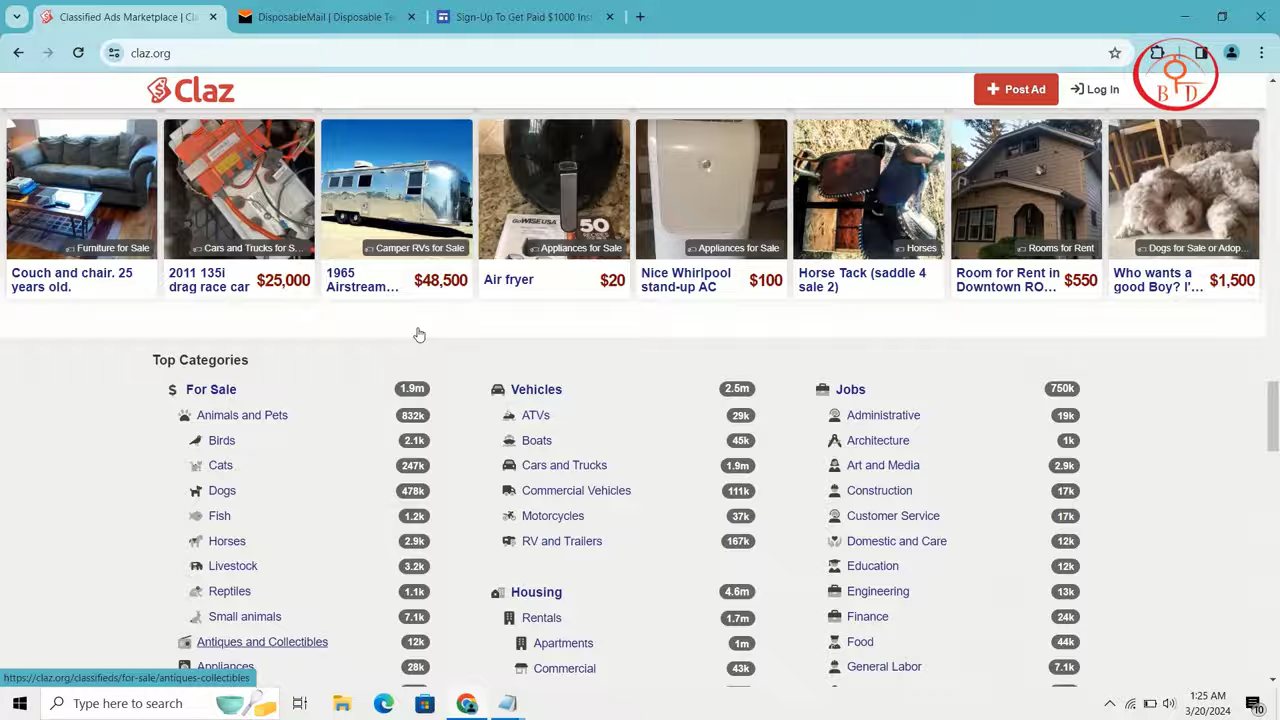 Classified Ads Marketplace | Cl
DisposableMail | Disposable Te
Sign-Up To Get Paid $1000 Ins
claz.org
Claz
Post Ad
Log In
B D
Furniture for Sale
Cars and Trucks for S...
Camper RVs for Sale
GoWISE USA
50
RECIPES
Appliances for Sale
Appliances for Sale
Horses
Rooms for Rent
Dogs for Sale or Adop...
Couch and chair. 25 years old.
2011 135i drag race car
$25,000
1965 Airstream...
$48,500
Air fryer
$20
Nice Whirlpool stand-up AC
$100
Horse Tack (saddle 4 sale 2)
Room for Rent in Downtown RO...
$550
Who wants a good Boy? I'...
$1,500
Top Categories
For Sale 1.9m
Animals and Pets 832k
Birds 2.1k
Cats 247k
Dogs 478k
Fish 1.2k
Horses 2.9k
Livestock 3.2k
Reptiles 1.1k
Small animals 7.1k
Antiques and Collectibles 12k
Appliances 28k
Vehicles 2.5m
ATVs 29k
Boats 45k
Cars and Trucks 1.9m
Commercial Vehicles 111k
Motorcycles 37k
RV and Trailers 167k
Housing 4.6m
Rentals 1.7m
Apartments 1m
Commercial 43k
Jobs 750k
Administrative 19k
Architecture 1k
Art and Media 2.9k
Construction 17k
Customer Service 17k
Domestic and Care 12k
Education 12k
Engineering 13k
Finance 24k
Food 44k
General Labor 7.1k
https://claz.org/classifieds/for-sale/antiques-collectibles
Type here to search
1:25 AM
3/20/2024
10